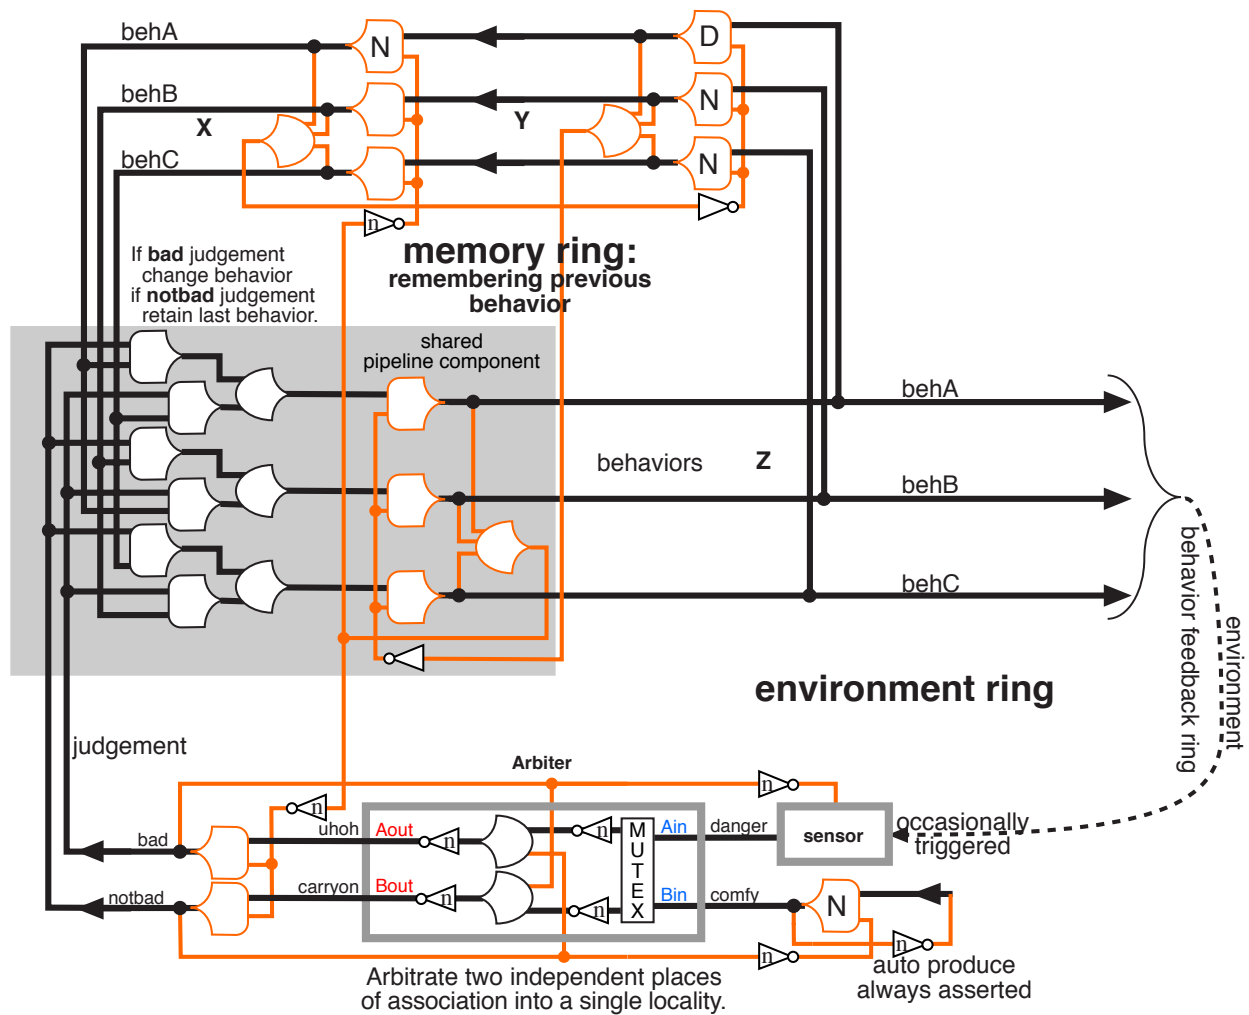 behA
N
D
behB
N
X
Y
behC
N
n
If bad judgement
change behavior
if notbad judgement
retain last behavior.
memory ring:
remembering previous
behavior
shared
pipeline component
behA
behaviors
Z
behB
behC
environment
behavior feedback ring
environment ring
judgement
Arbiter
n
n
bad
uhoh
Aout
n
n
MUTEX
Ain
danger
sensor
occasionally
triggered
notbad
carryon
Bout
n
n
Bin
comfy
N
n
n
auto produce
always asserted
Arbitrate two independent places
of association into a single locality.